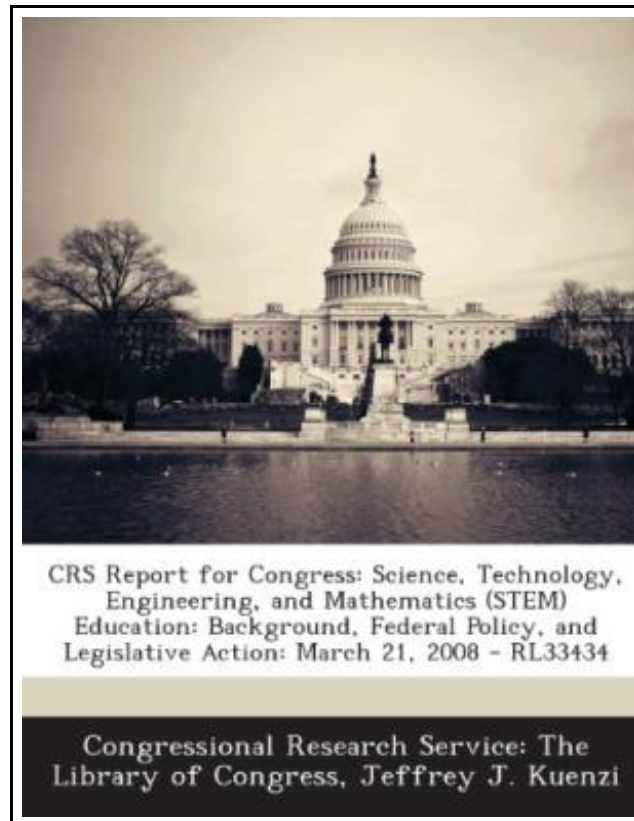 CRS Report for Congress: Science, Technology,
Engineering, and Mathematics (STEM)
Education: Background, Federal Policy, and
Legislative Action: March 21, 2008 - RL33434
Congressional Research Service: The
Library of Congress, Jeffrey J. Kuenzi